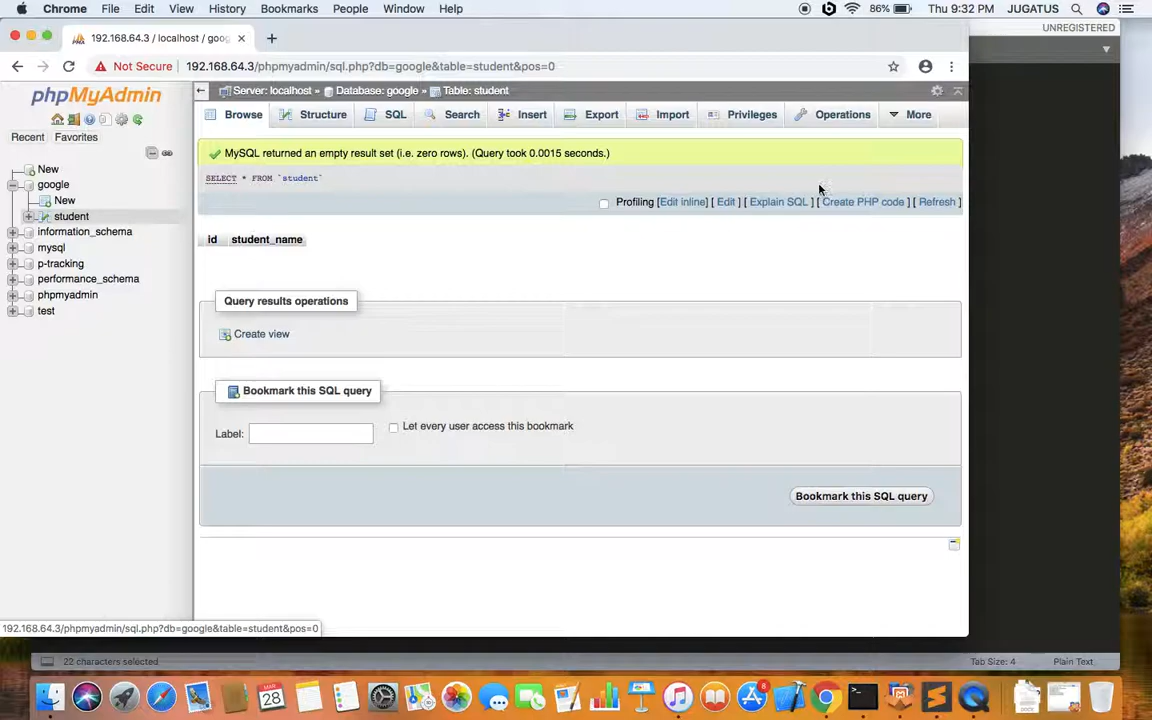 Chrome File Edit View History Bookmarks People Window Help 86% Thu 9:32 PM JUGATUS
192.168.64.3 / localhost / goog
UNREGISTERED
Not Secure 192.168.64.3/phpmyadmin/sql.php?db=google&table=student&pos=0
phpMyAdmin
Server: localhost » Database: google » Table: student
Browse Structure SQL Search Insert Export Import Privileges Operations More
Recent Favorites
New
google
New
student
information_schema
mysql
p-tracking
performance_schema
phpmyadmin
test
MySQL returned an empty result set (i.e. zero rows). (Query took 0.0015 seconds.)
SELECT * FROM `student`
Profiling [Edit inline] [ Edit ] [ Explain SQL ] [ Create PHP code ] [ Refresh ]
id student_name
Query results operations
Create view
Bookmark this SQL query
Label: Let every user access this bookmark
Bookmark this SQL query
192.168.64.3/phpmyadmin/sql.php?db=google&table=student&pos=0
22 characters selected Tab Size: 4 Plain Text
MAR
28
6